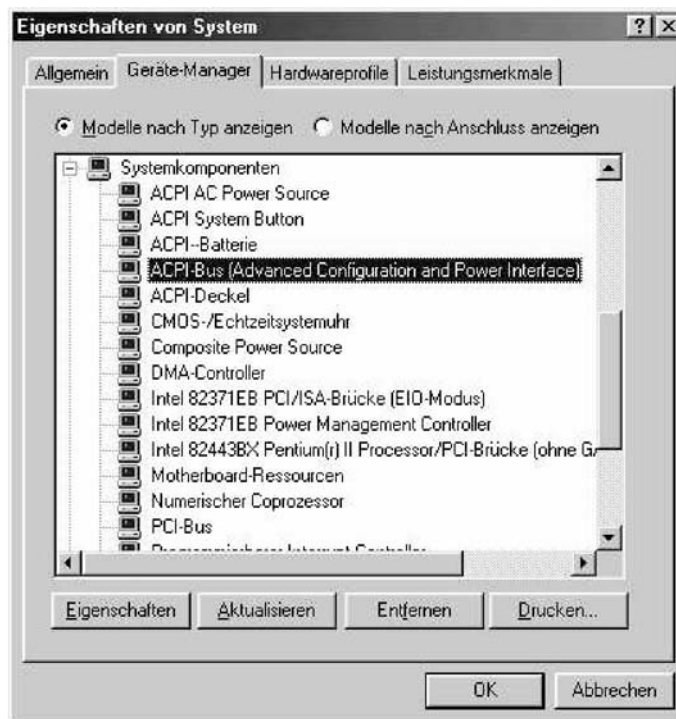 Eigenschaften von System
Allgemein Geräte-Manager Hardwareprofile Leistungsmerkmale
Modelle nach Typ anzeigen Modelle nach Anschluss anzeigen
Systemkomponenten
ACPI AC Power Source
ACPI System Button
ACPI--Batterie
ACPI-Bus (Advanced Configuration and Power Interface)
ACPI-Deckel
CMOS-/Echtzeitsystemuhr
Composite Power Source
DMA-Controller
Intel 82371EB PCI/ISA-Brücke (EIO-Modus)
Intel 82371EB Power Management Controller
Intel 82443BX Pentium(r) II Processor/PCI-Brücke (ohne
Motherboard-Ressourcen
Numerischer Coprozessor
PCI-Bus
Programmierbarer Interrupt Controller
Eigenschaften Aktualisieren Entfernen Drucken...
OK Abbrechen